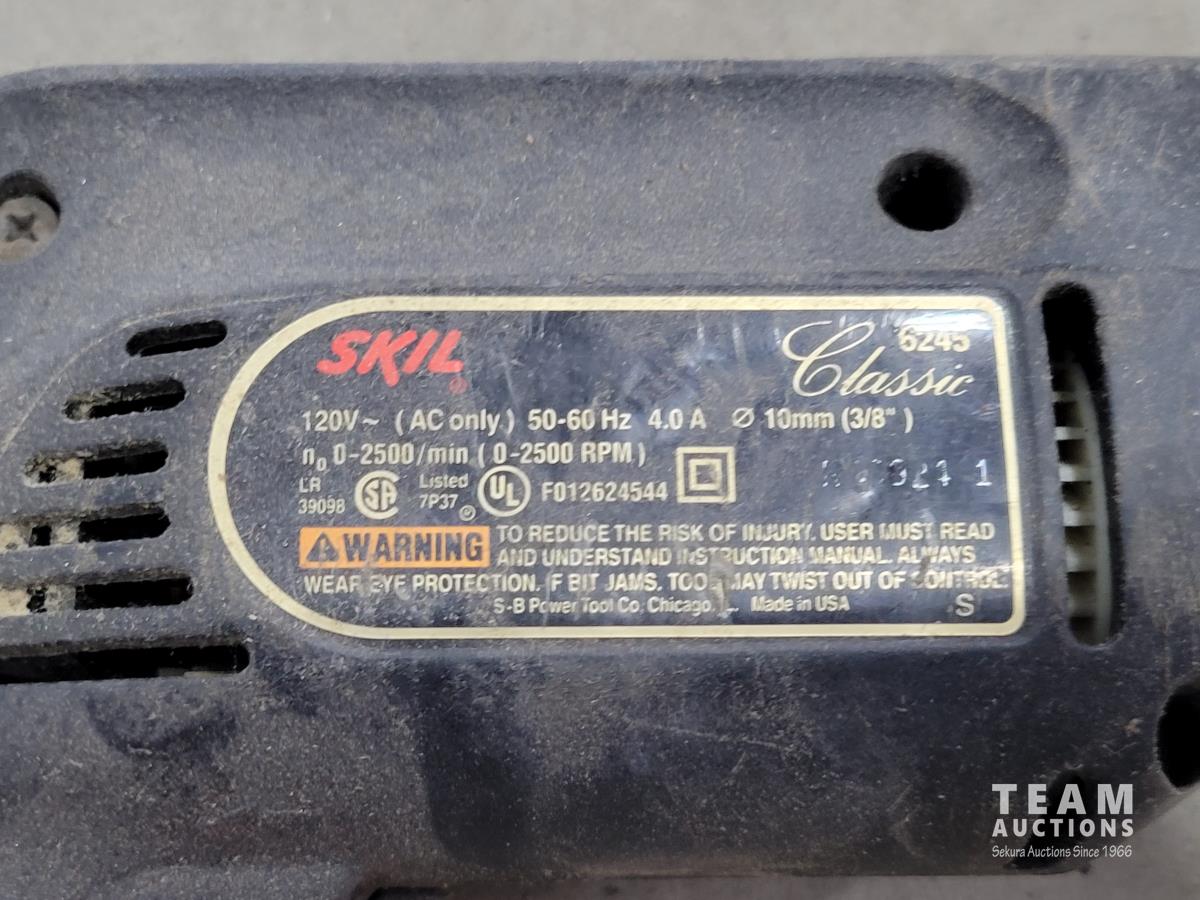 SKIL®
6245
Classic
120V~ (AC only) 50-60 Hz 4.0 A Ø 10mm (3/8")
n₀ 0-2500/min (0-2500 RPM)
LR
39098
SA
Listed
7P37
UL
®
F012624544
WARNING
TO REDUCE THE RISK OF INJURY. USER MUST READ
AND UNDERSTAND INSTRUCTION MANUAL. ALWAYS
WEAR EYE PROTECTION. IF BIT JAMS. TOOL MAY TWIST OUT OF CONTROL.
S-B Power Tool Co. Chicago, IL. Made in USA
S
TEAM
AUCTIONS
Sekura Auctions Since 1966